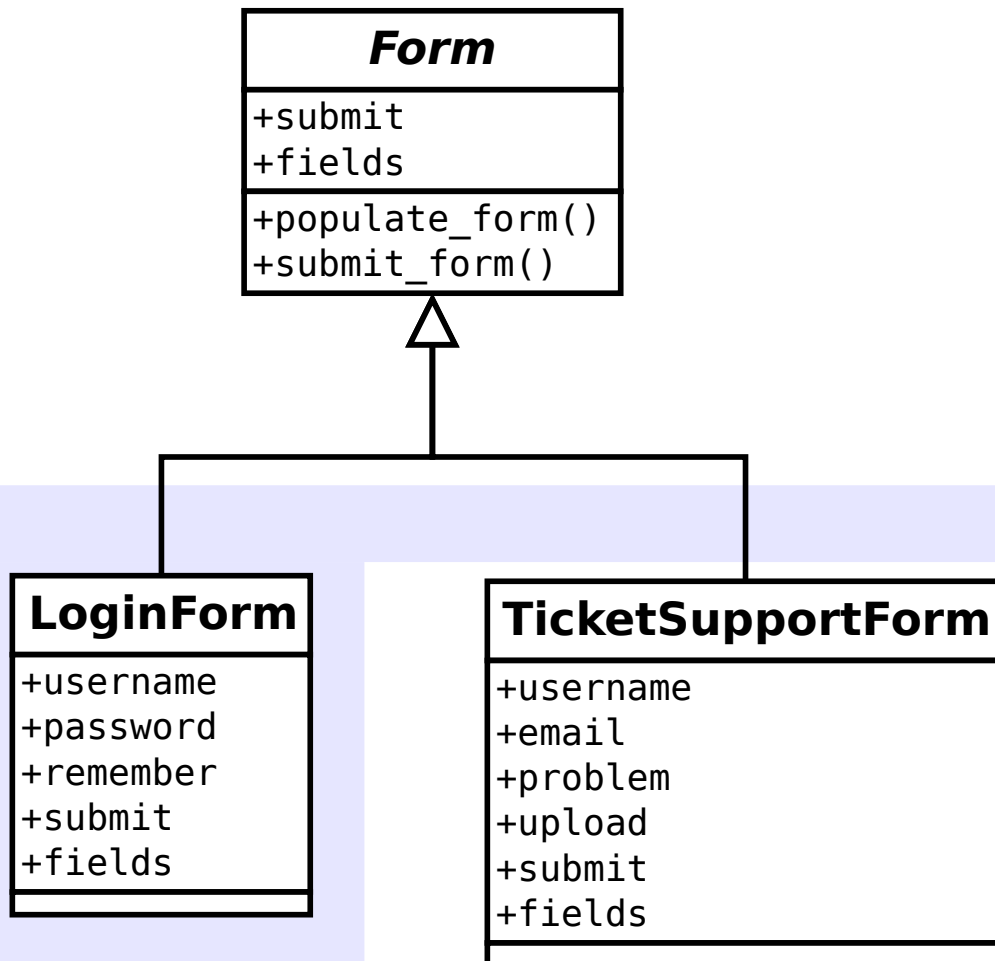 Form
+submit
+fields
+populate_form()
+submit_form()
LoginForm
+username
+password
+remember
+submit
+fields
TicketSupportForm
+username
+email
+problem
+upload
+submit
+fields